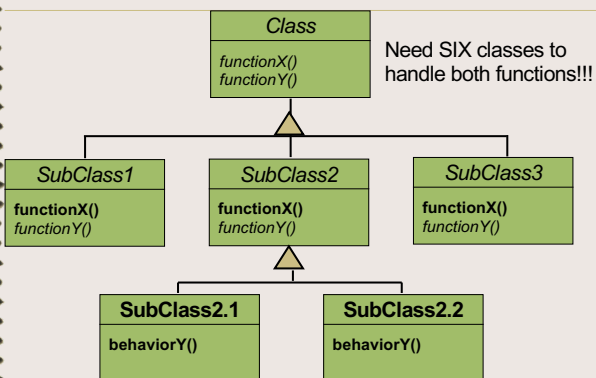 Class
functionX()
functionY()
Need SIX classes to
handle both functions!!!
SubClass1
functionX()
functionY()
SubClass2
functionX()
functionY()
SubClass3
functionX()
functionY()
SubClass2.1
behaviorY()
SubClass2.2
behaviorY()